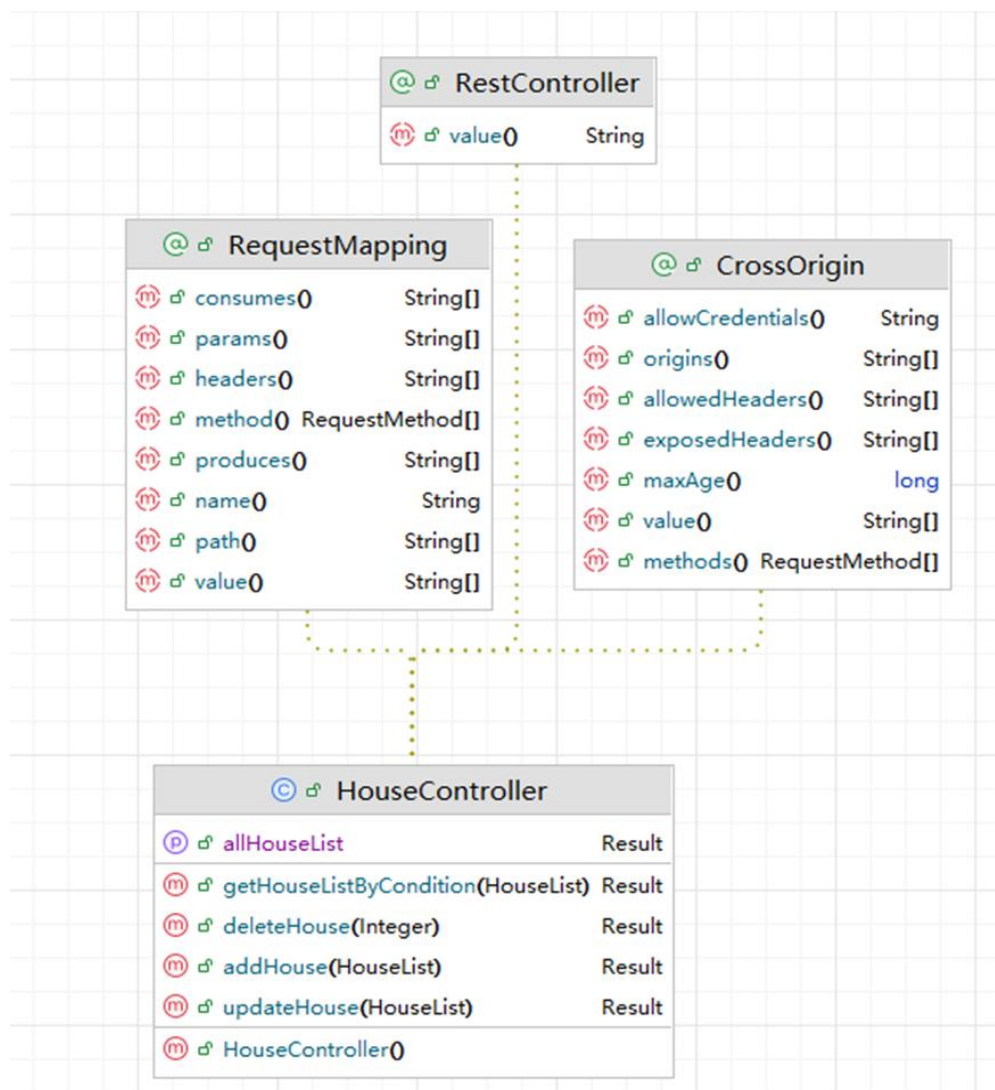 RestController
value() String
RequestMapping
consumes() String[]
params() String[]
headers() String[]
method() RequestMethod[]
produces() String[]
name() String
path() String[]
value() String[]
CrossOrigin
allowCredentials() String
origins() String[]
allowedHeaders() String[]
exposedHeaders() String[]
maxAge() long
value() String[]
methods() RequestMethod[]
HouseController
allHouseList Result
getHouseListByCondition(HouseList) Result
deleteHouse(Integer) Result
addHouse(HouseList) Result
updateHouse(HouseList) Result
HouseController()